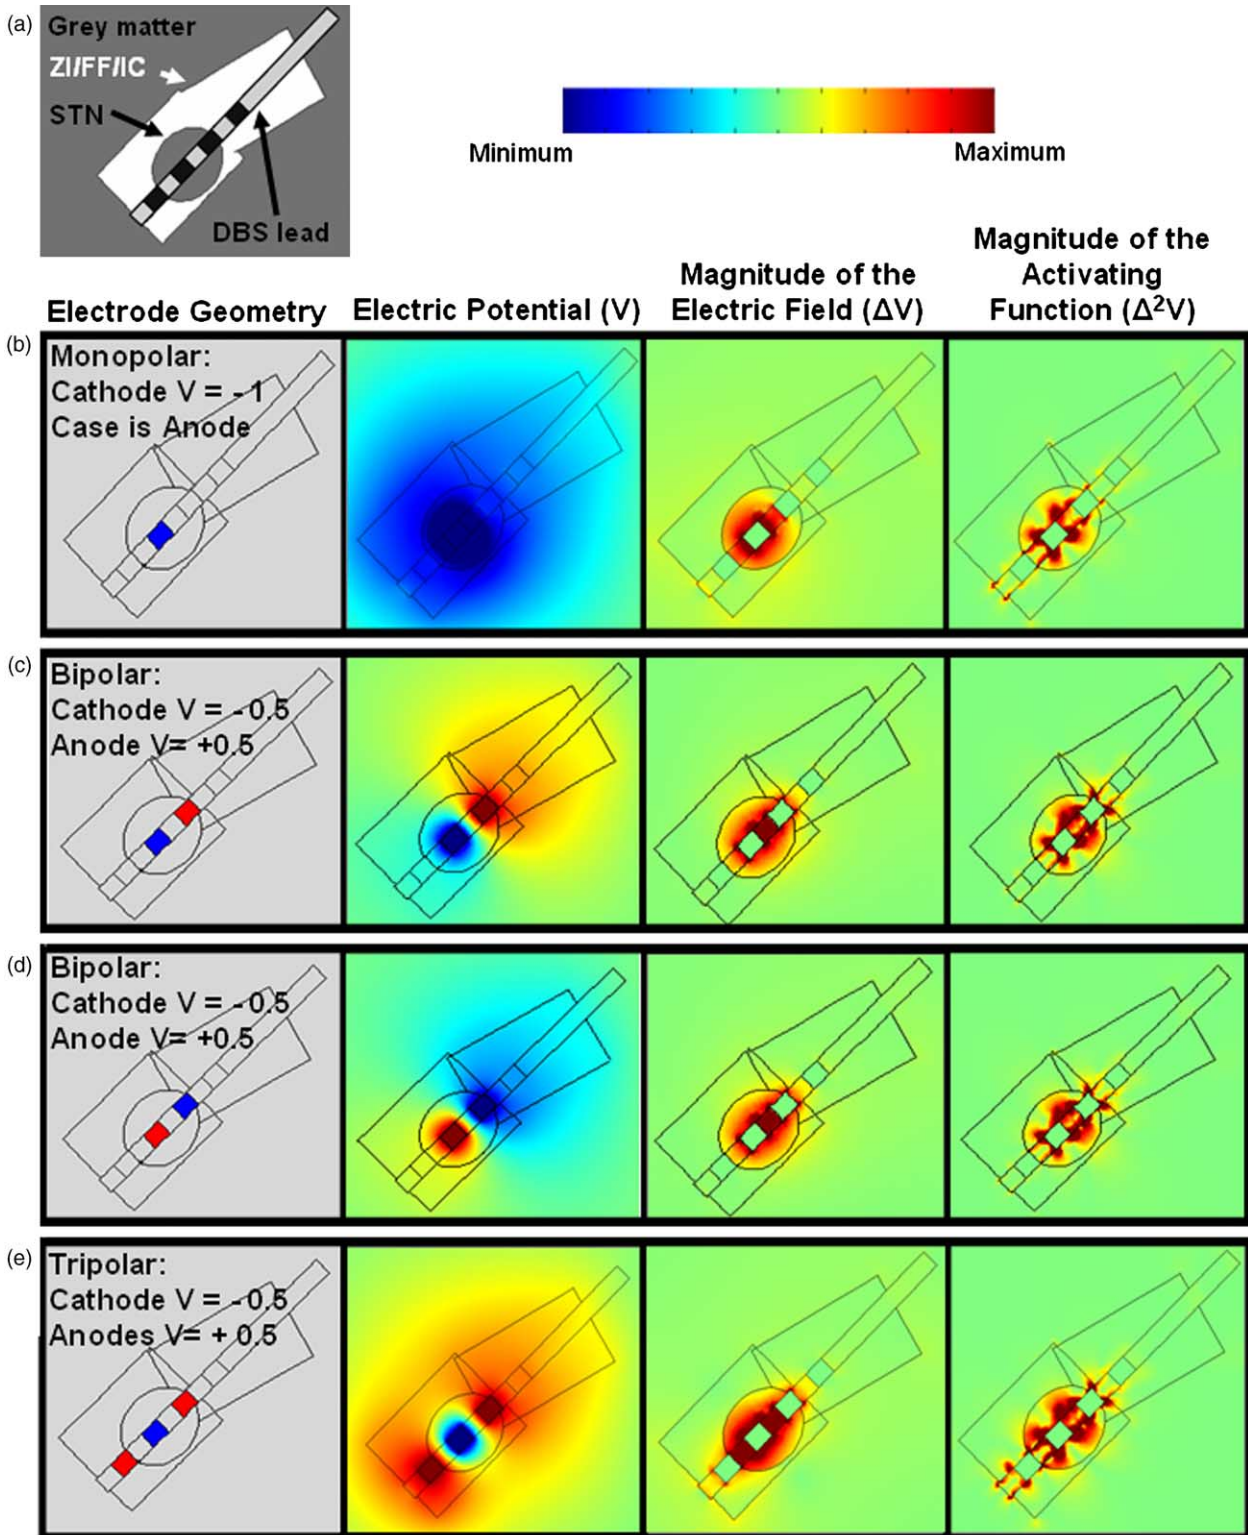 (a)
Grey matter
ZI/FF/IC
STN
DBS lead
Minimum
Maximum
Electrode Geometry
Electric Potential (V)
Magnitude of the
Electric Field (ΔV)
Magnitude of the
Activating
Function (Δ²V)
(b)
Monopolar:
Cathode V = -1
Case is Anode
(c)
Bipolar:
Cathode V = -0.5
Anode V= +0.5
(d)
Bipolar:
Cathode V = -0.5
Anode V= +0.5
(e)
Tripolar:
Cathode V = -0.5
Anodes V= + 0.5